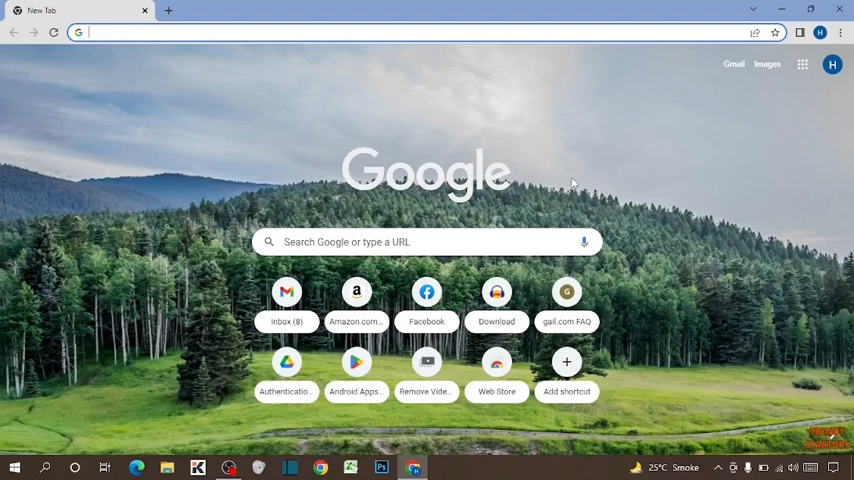 New Tab
H
Gmail
Images
H
Google
Search Google or type a URL
Inbox (8)
Amazon.com...
Facebook
Download
gail.com FAQ
Authenticatio...
Android Apps...
Remove Vide...
Web Store
Add shortcut
25°C Smoke